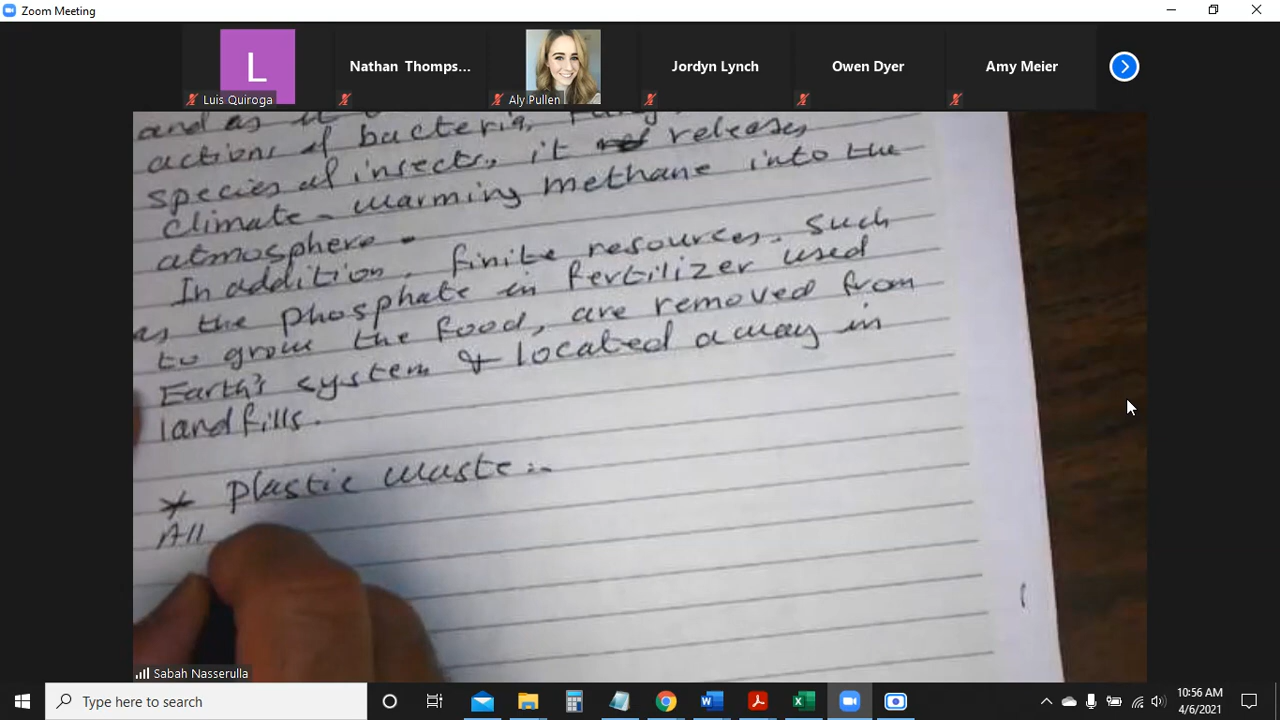 Zoom Meeting
L
Luis Quiroga
Nathan Thomps...
Aly Pullen
Jordyn Lynch
Owen Dyer
Amy Meier
and as it
actions of bacteria,
species of insects, it releases
climate - warming methane into the
atmosphere.
In addition, finite resources, such
as the phosphate in fertilizer used
to grow the food, are removed from
Earth's system & located away in
landfills.
* Plastic waste :-
All
Sabah Nasserulla
Type here to search
10:56 AM
4/6/2021